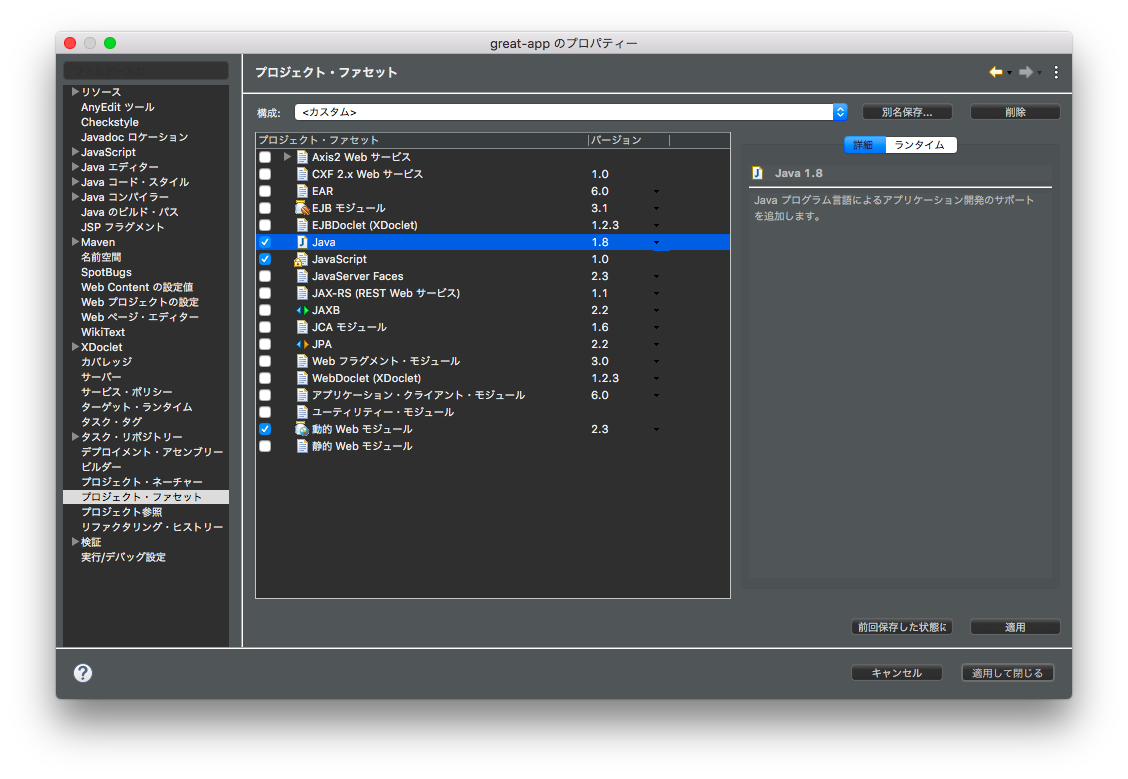 great-app のプロパティー
プロジェクト・ファセット
リソース
AnyEdit ツール
Checkstyle
Javadoc ロケーション
JavaScript
Java エディター
Java コード・スタイル
Java コンパイラー
Java のビルド・パス
JSP フラグメント
Maven
名前空間
SpotBugs
Web Content の設定値
Web プロジェクトの設定
Web ページ・エディター
WikiText
XDoclet
カバレッジ
サーバー
サービス・ポリシー
ターゲット・ランタイム
タスク・タグ
タスク・リポジトリー
デプロイメント・アセンブリー
ビルダー
プロジェクト・ネーチャー
プロジェクト・ファセット
プロジェクト参照
リファクタリング・ヒストリー
検証
実行/デバッグ設定
構成: <カスタム> 別名保存... 削除
プロジェクト・ファセット バージョン
Axis2 Web サービス
CXF 2.x Web サービス 1.0
EAR 6.0
EJB モジュール 3.1
EJBDoclet (XDoclet) 1.2.3
Java 1.8
JavaScript 1.0
JavaServer Faces 2.3
JAX-RS (REST Web サービス) 1.1
JAXB 2.2
JCA モジュール 1.6
JPA 2.2
Web フラグメント・モジュール 3.0
WebDoclet (XDoclet) 1.2.3
アプリケーション・クライアント・モジュール 6.0
ユーティリティー・モジュール
動的 Web モジュール 2.3
静的 Web モジュール
詳細 ランタイム
Java 1.8
Java プログラム言語によるアプリケーション開発のサポート
を追加します。
前回保存した状態に 適用
? キャンセル 適用して閉じる